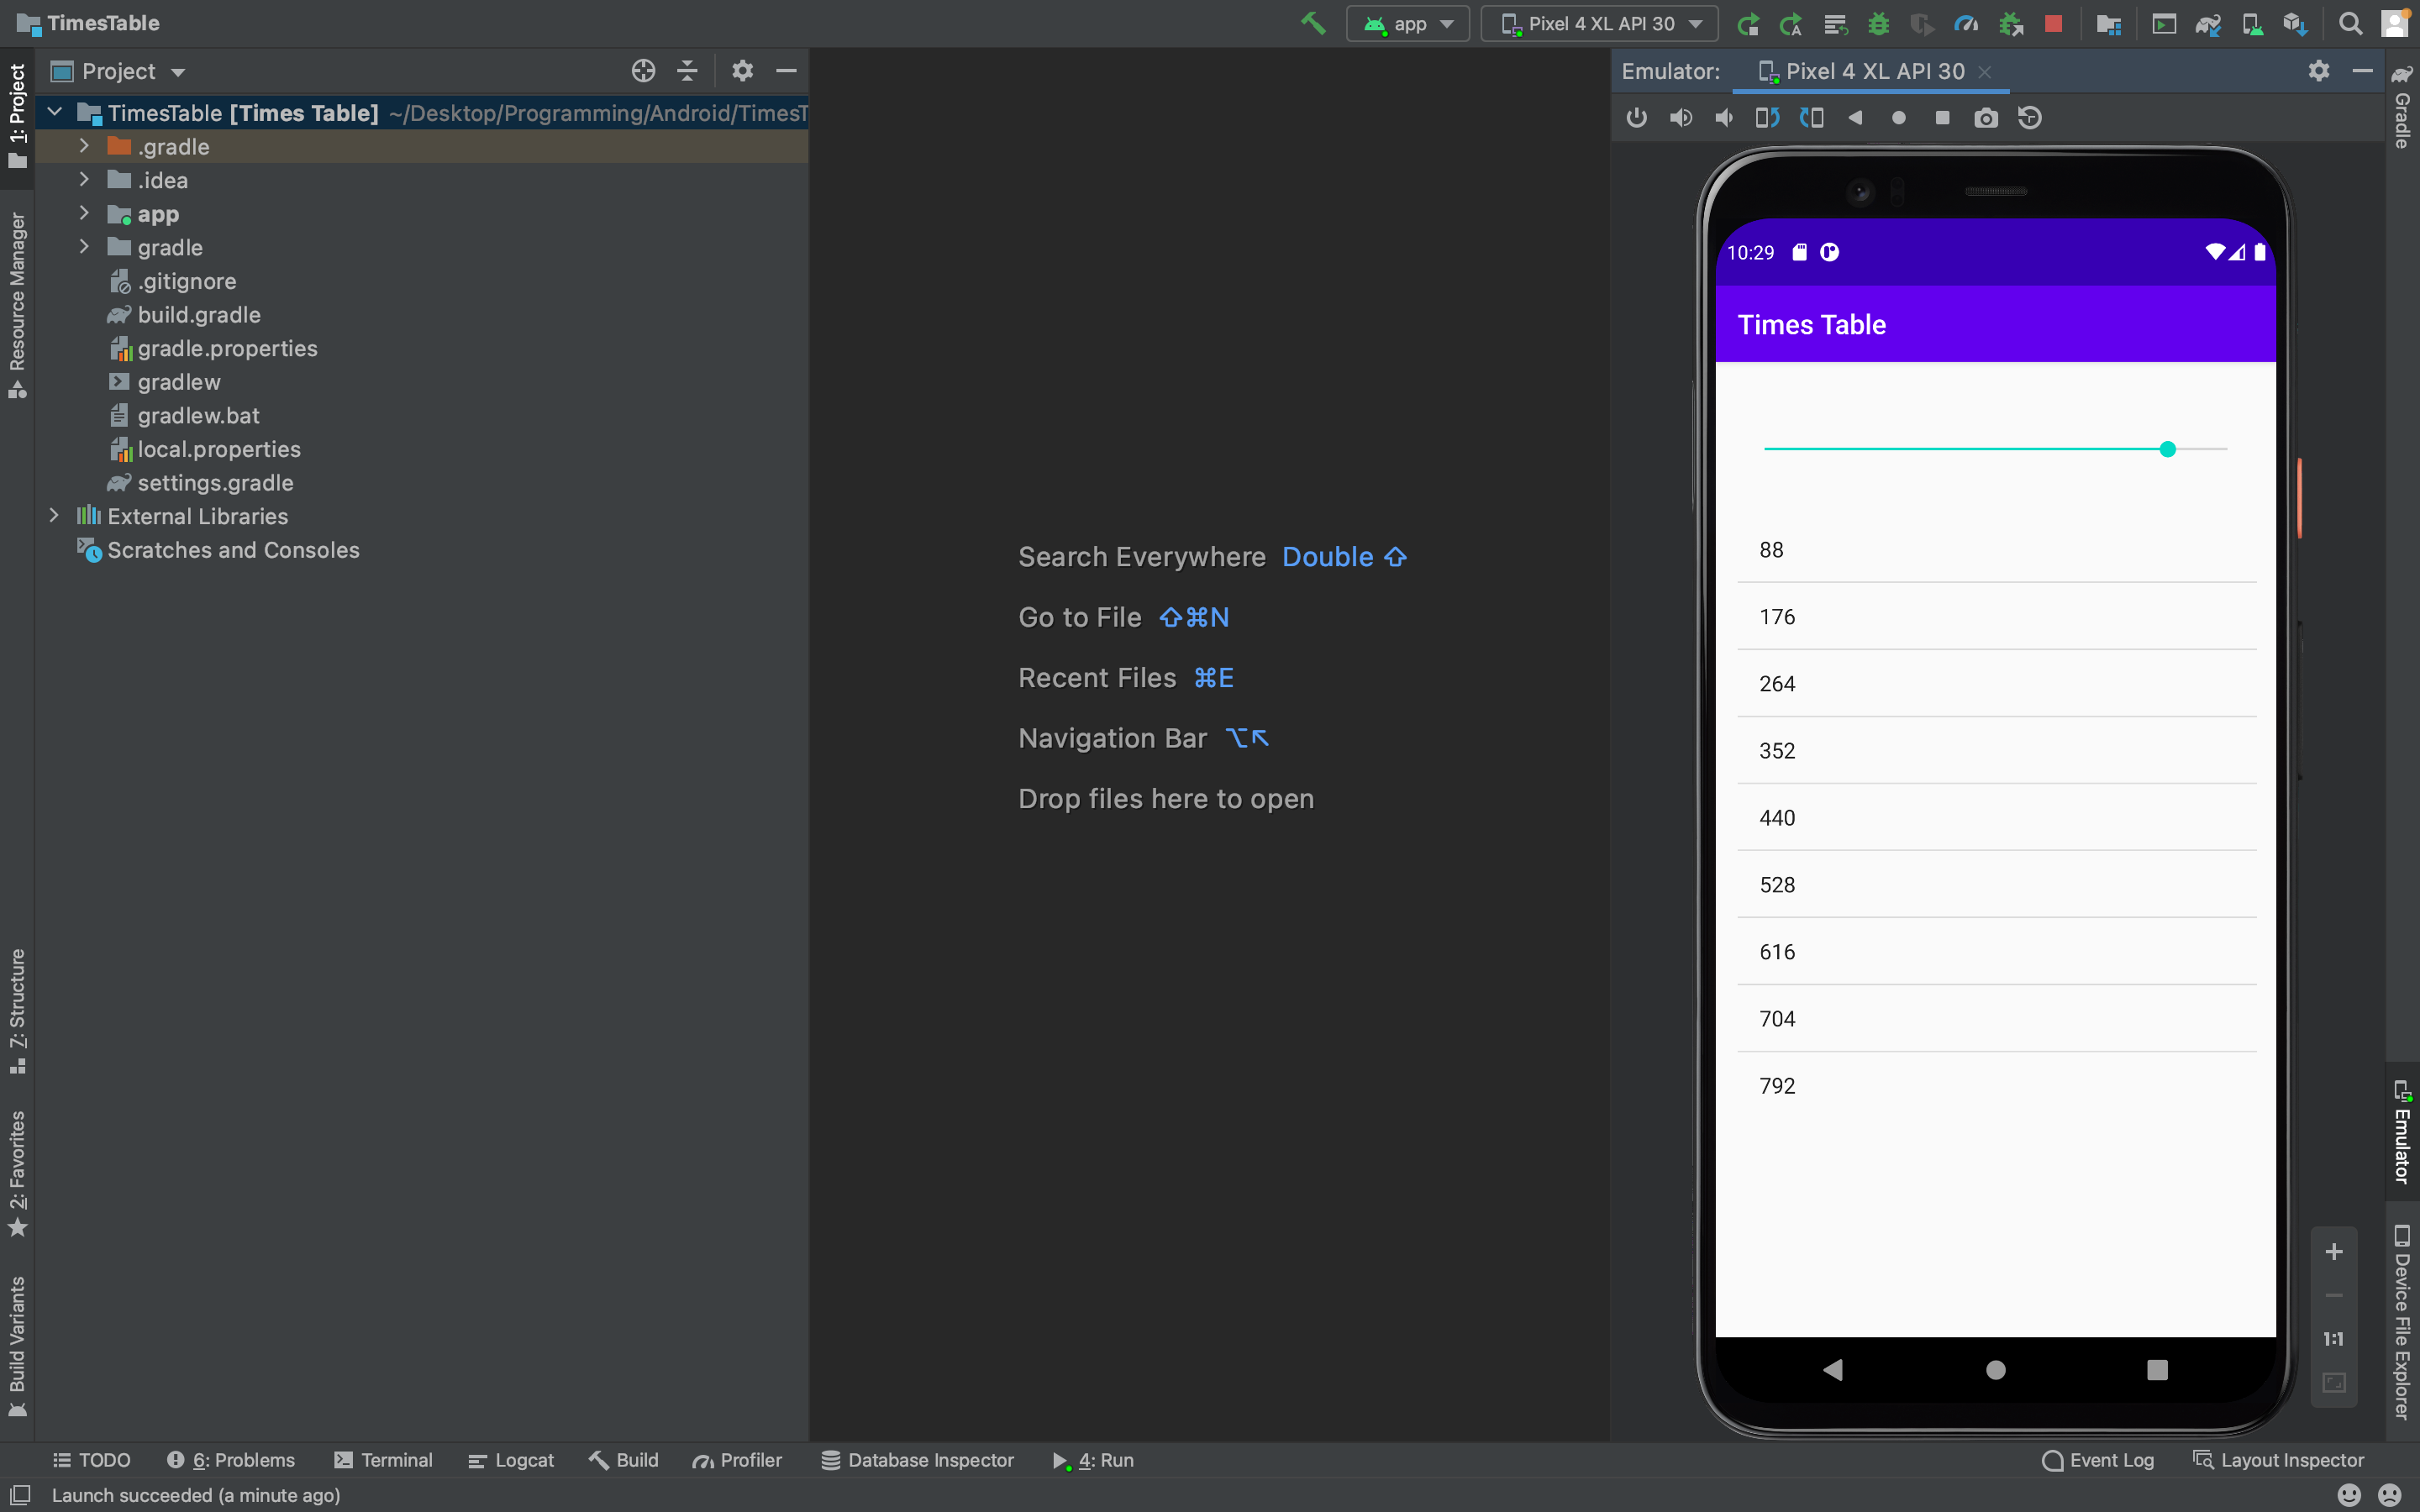 TimesTable
app
Pixel 4 XL API 30
1: Project
Resource Manager
7: Structure
2: Favorites
Build Variants
Project
TimesTable [Times Table] ~/Desktop/Programming/Android/TimesT
.gradle
.idea
app
gradle
.gitignore
build.gradle
gradle.properties
gradlew
gradlew.bat
local.properties
settings.gradle
External Libraries
Scratches and Consoles
Search Everywhere Double ⇧
Go to File ⇧⌘N
Recent Files ⌘E
Navigation Bar ⌥↖
Drop files here to open
Emulator: Pixel 4 XL API 30
10:29
Times Table
88
176
264
352
440
528
616
704
792
1:1
Gradle
Emulator
Device File Explorer
TODO
6: Problems
Terminal
Logcat
Build
Profiler
Database Inspector
4: Run
Event Log
Layout Inspector
Launch succeeded (a minute ago)